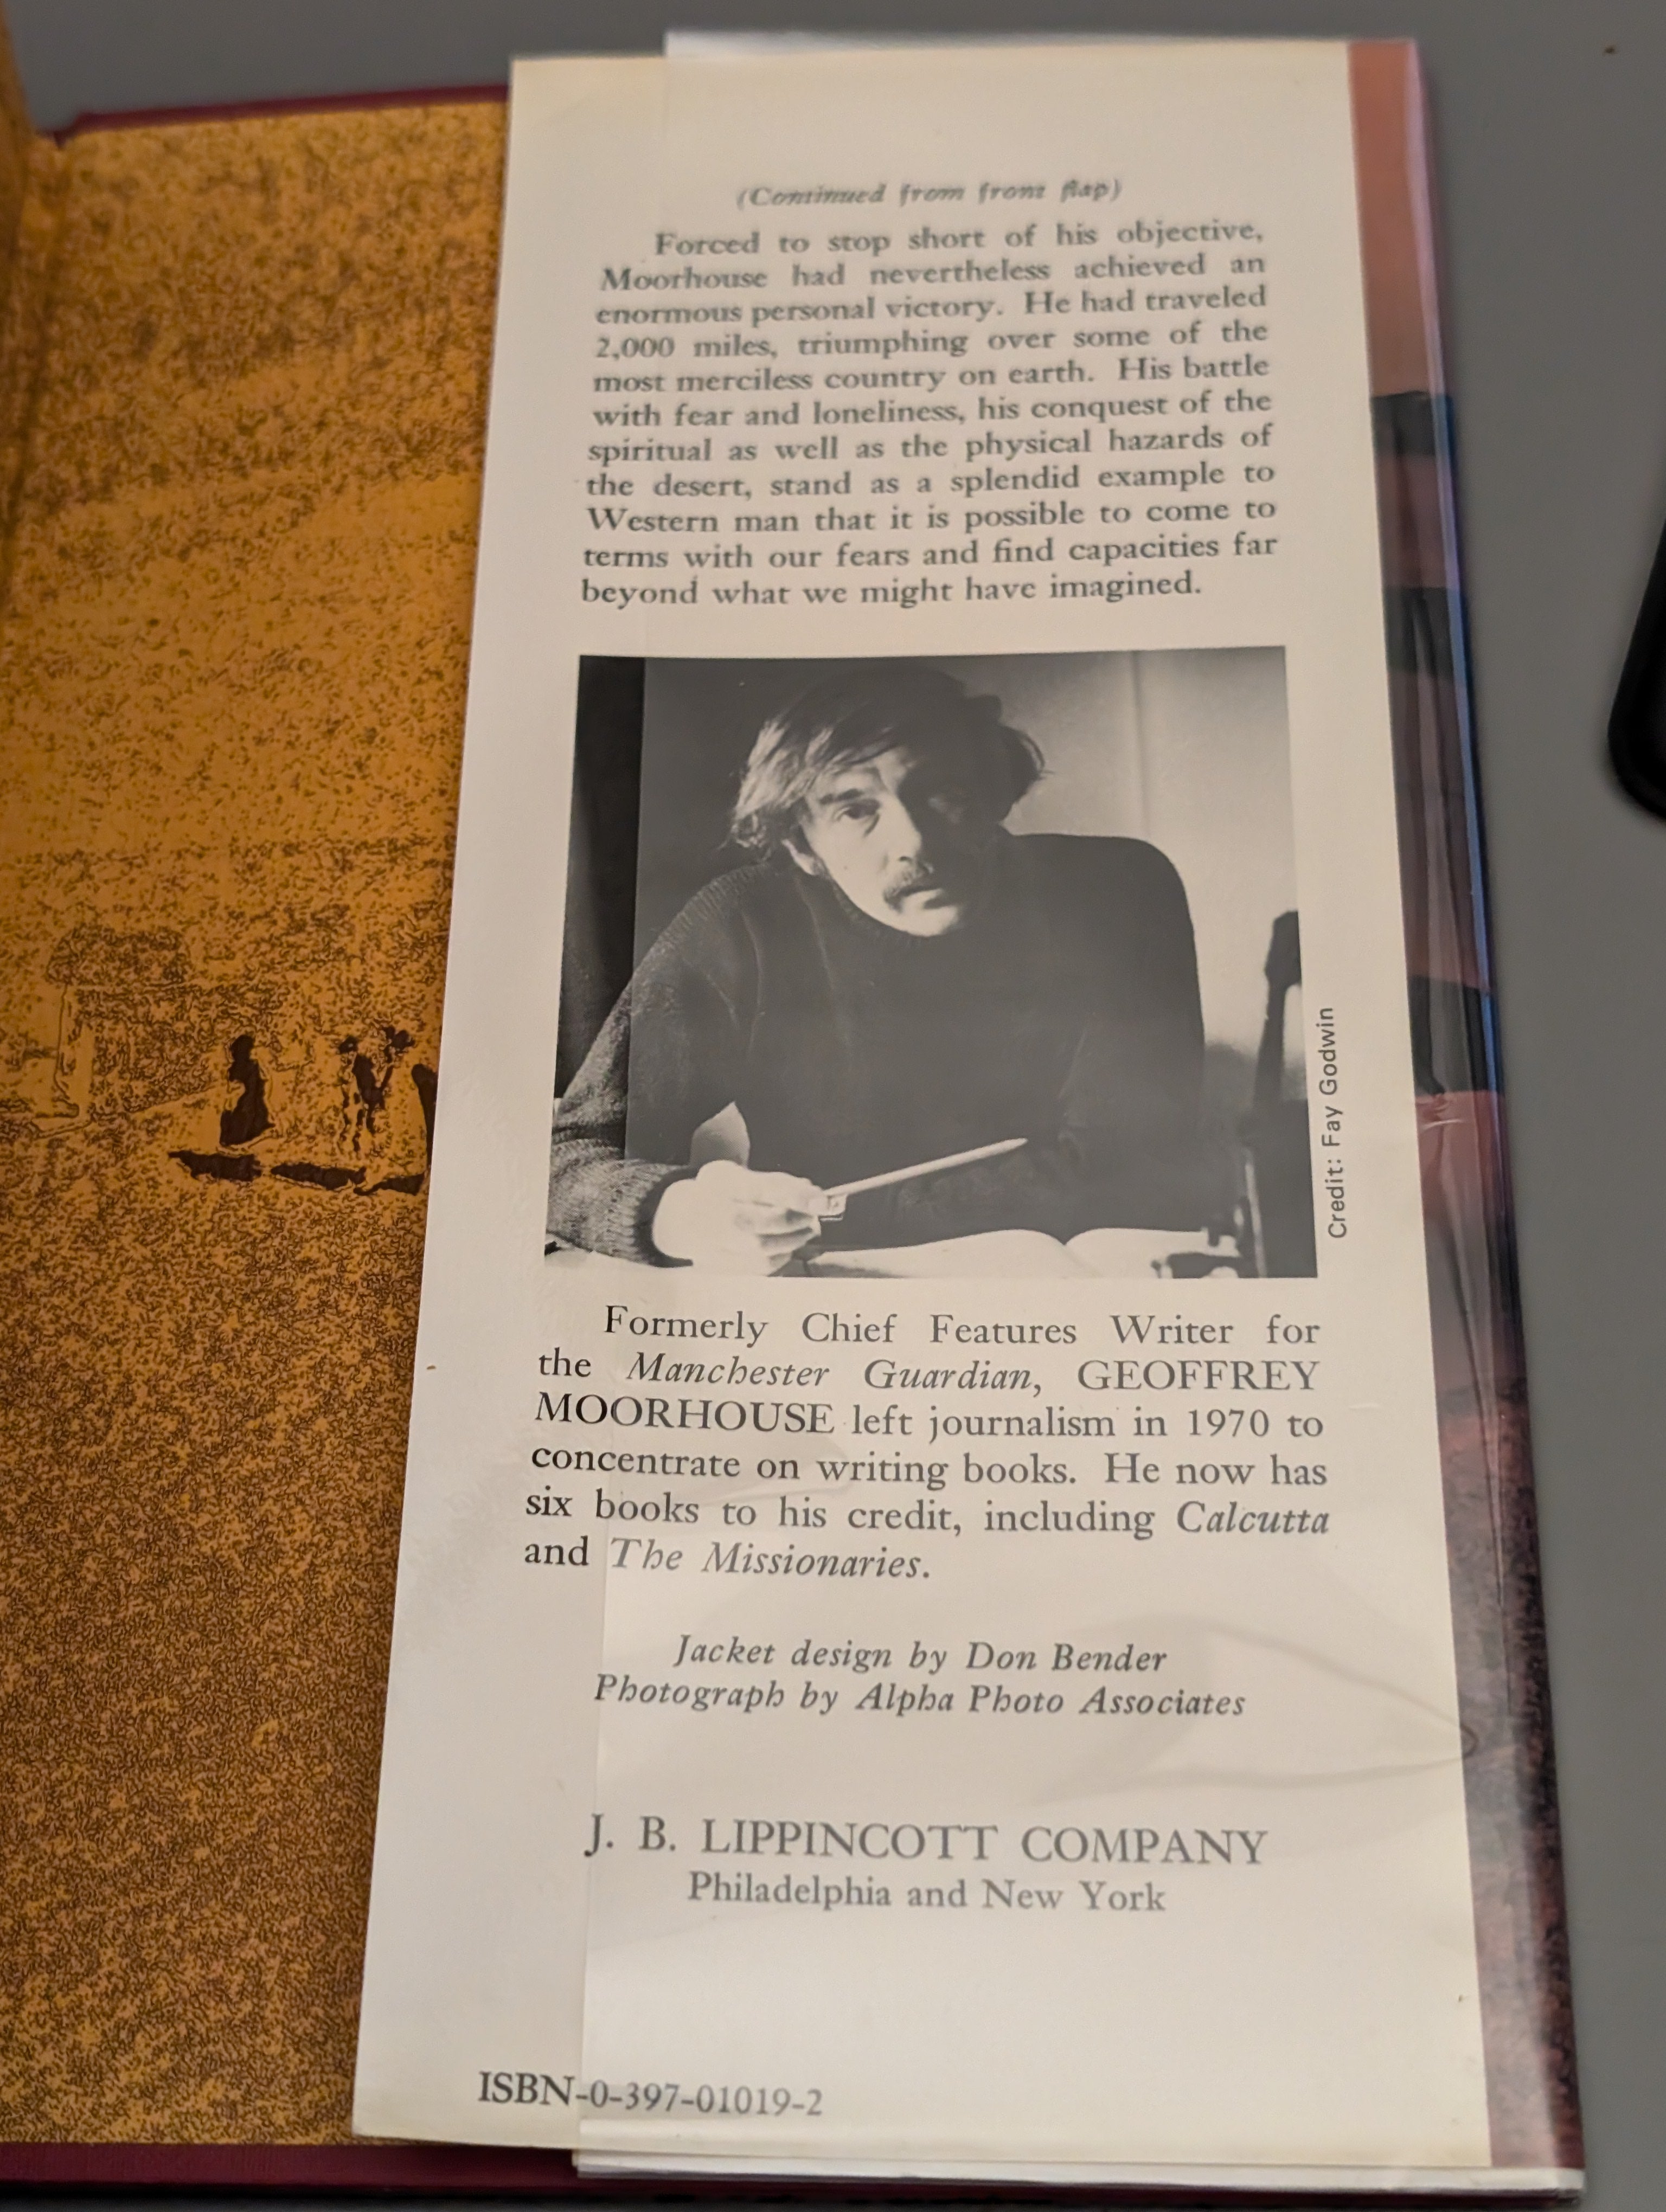 (Continued from front flap)
Forced to stop short of his objective,
Moorhouse had nevertheless achieved an
enormous personal victory. He had traveled
2,000 miles, triumphing over some of the
most merciless country on earth. His battle
with fear and loneliness, his conquest of the
spiritual as well as the physical hazards of
the desert, stand as a splendid example to
Western man that it is possible to come to
terms with our fears and find capacities far
beyond what we might have imagined.
Credit: Fay Godwin
Formerly Chief Features Writer for
the Manchester Guardian, GEOFFREY
MOORHOUSE left journalism in 1970 to
concentrate on writing books. He now has
six books to his credit, including Calcutta
and The Missionaries.
Jacket design by Don Bender
Photograph by Alpha Photo Associates
J. B. LIPPINCOTT COMPANY
Philadelphia and New York
ISBN-0-397-01019-2